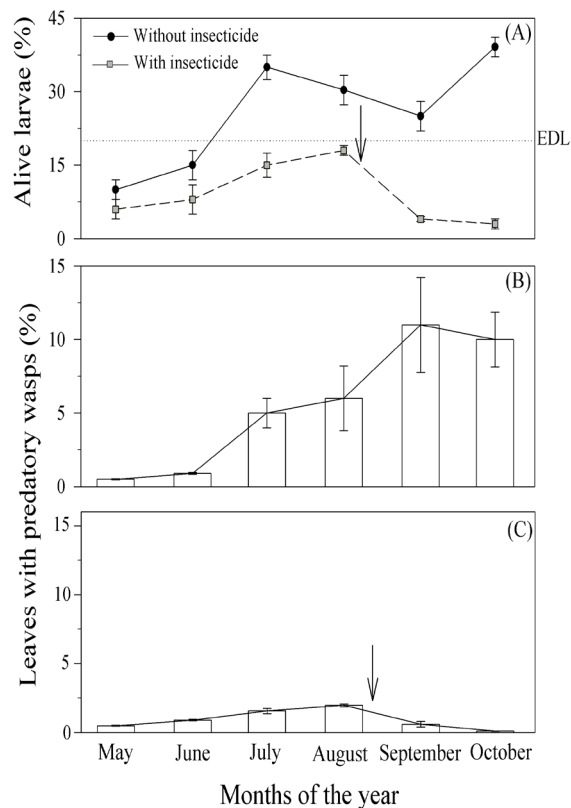 Alive larvae (%)
45
30
15
0
Without insecticide
With insecticide
(A)
EDL
Leaves with predatory wasps (%)
15
10
5
0
(B)
15
10
5
0
(C)
May June July August September October
Months of the year